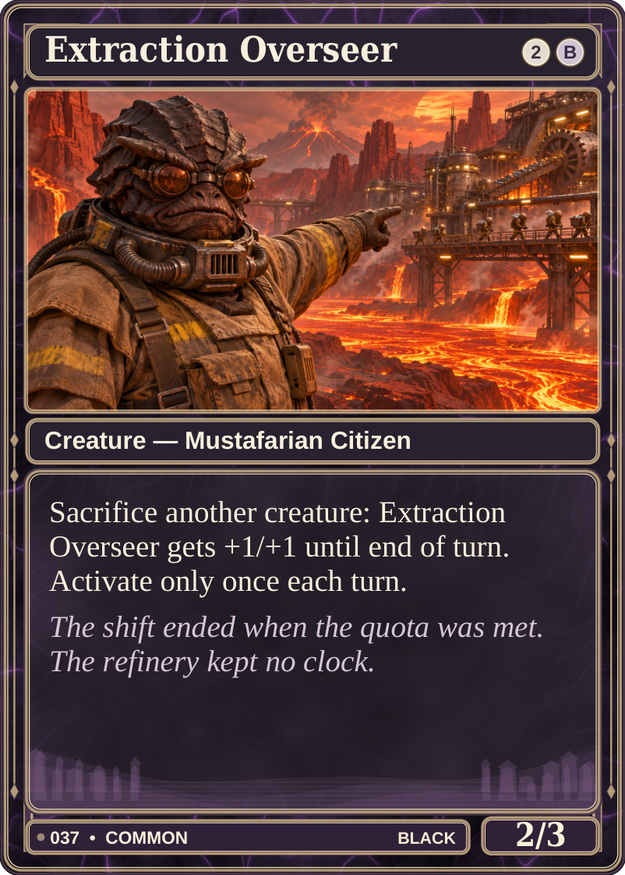 Extraction Overseer 2 B
Creature — Mustafarian Citizen
Sacrifice another creature: Extraction
Overseer gets +1/+1 until end of turn.
Activate only once each turn.
The shift ended when the quota was met.
The refinery kept no clock.
037 • COMMON BLACK 2/3